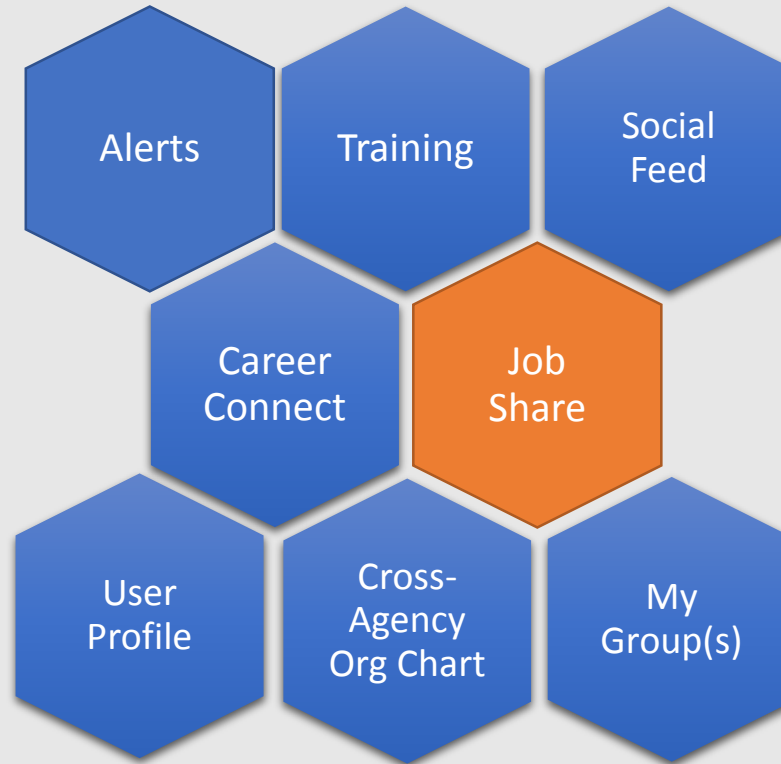 Alerts
Training
Social
Feed
Career
Connect
Job
Share
User
Profile
Cross-
Agency
Org Chart
My
Group(s)